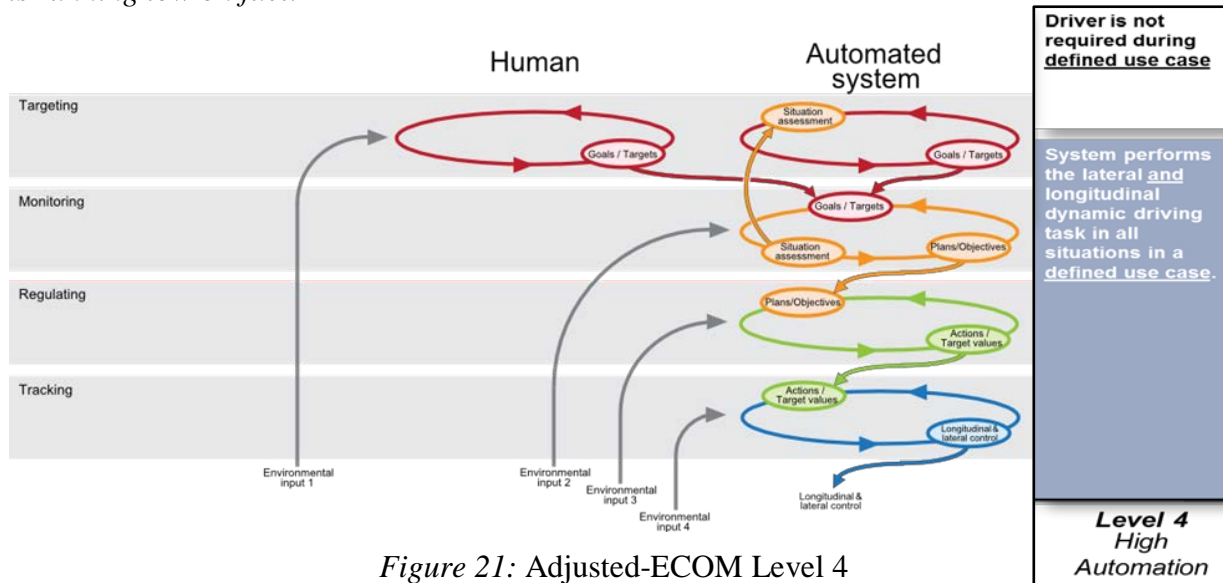 Human
Automated
system
Targeting
Situation
assessment
Goals / Targets
Goals / Targets
Monitoring
Goals / Targets
Situation
assessment
Plans/Objectives
Regulating
Plans/Objectives
Actions /
Target values
Tracking
Actions /
Target values
Longitudinal &
lateral control
Environmental
input 1
Environmental
input 2
Environmental
input 3
Environmental
input 4
Longitudinal &
lateral control
Driver is not
required during
defined use case
System performs
the lateral and
longitudinal
dynamic driving
task in all
situations in a
defined use case.
Level 4
High
Automation
Figure 21: Adjusted-ECOM Level 4